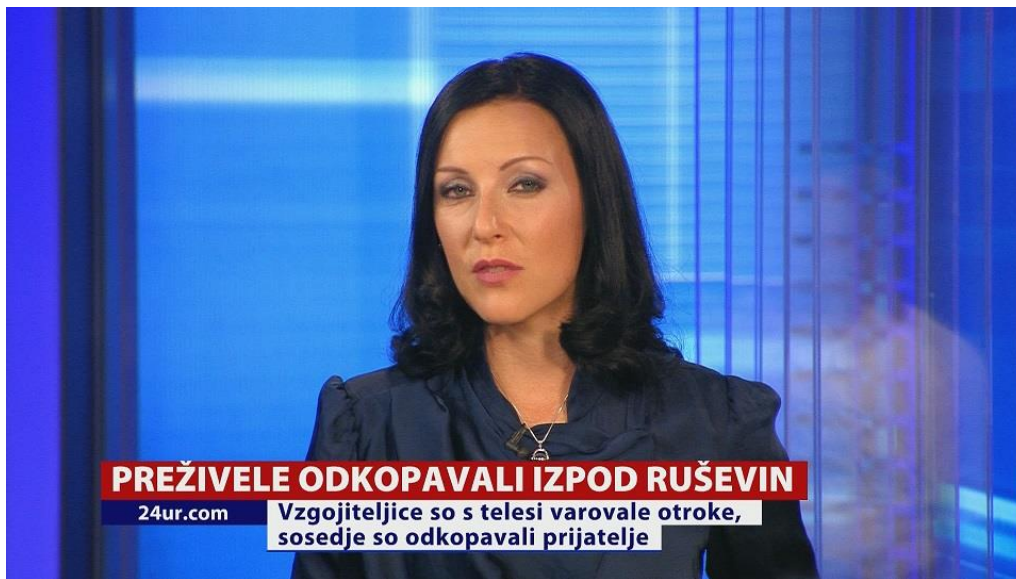 PREŽIVELE ODKOPAVALI IZPOD RUŠEVIN
24ur.com
Vzgojiteljice so s telesi varovale otroke,
sosedje so odkopavali prijatelje